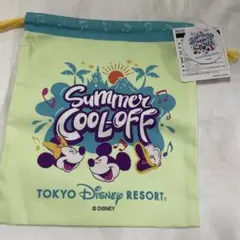 Summer
COOL-OFF
TOKYO Disney RESORT®
© DISNEY